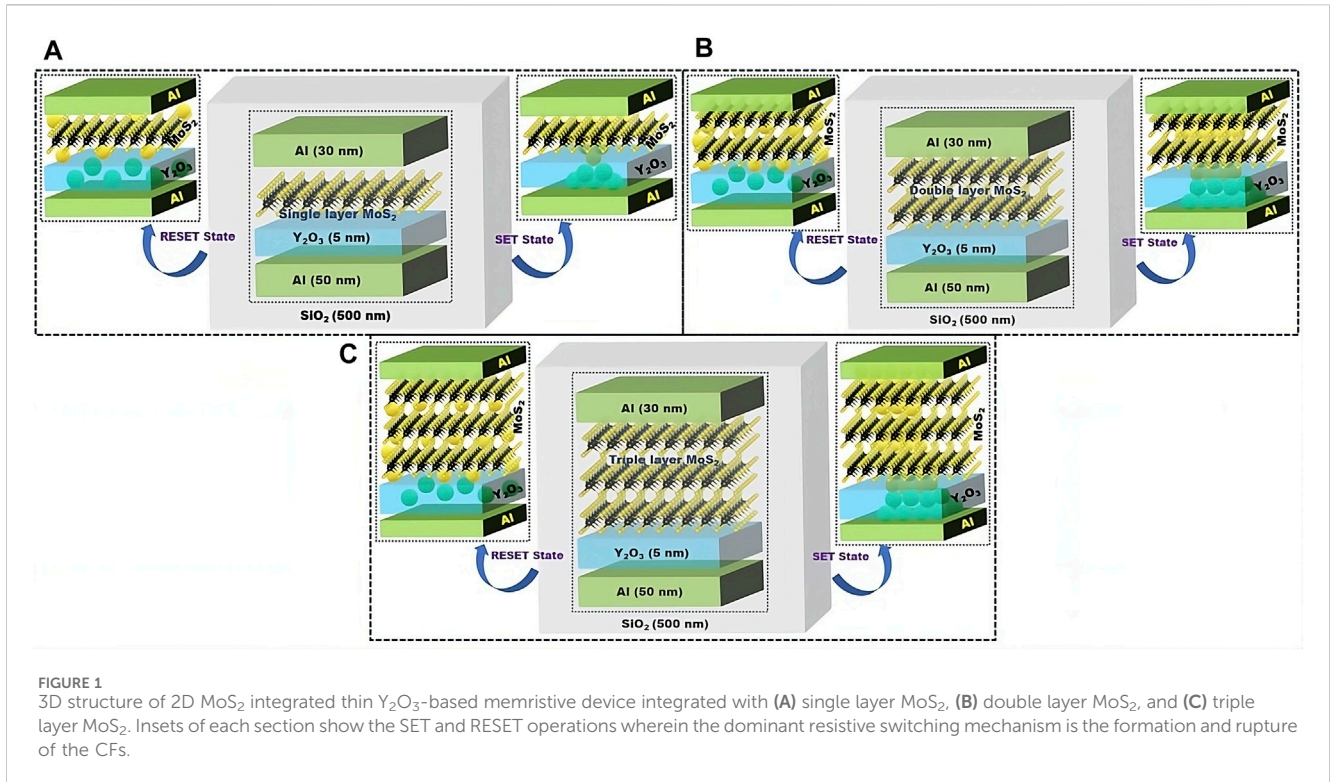 A
Al
MoS₂
Y₂O₃
Al
RESET State
Al (30 nm)
Single layer MoS₂
Y₂O₃ (5 nm)
Al (50 nm)
SiO₂ (500 nm)
SET State
Al
MoS₂
Y₂O₃
Al
B
Al
MoS₂
Y₂O₃
Al
RESET State
Al (30 nm)
Double layer MoS₂
Y₂O₃ (5 nm)
Al (50 nm)
SiO₂ (500 nm)
SET State
Al
MoS₂
Y₂O₃
Al
C
Al
MoS₂
Y₂O₃
Al
RESET State
Al (30 nm)
Triple layer MoS₂
Y₂O₃ (5 nm)
Al (50 nm)
SiO₂ (500 nm)
SET State
Al
MoS₂
Y₂O₃
Al
FIGURE 1
3D structure of 2D MoS₂ integrated thin Y₂O₃-based memristive device integrated with (A) single layer MoS₂, (B) double layer MoS₂, and (C) triple
layer MoS₂. Insets of each section show the SET and RESET operations wherein the dominant resistive switching mechanism is the formation and rupture
of the CFs.